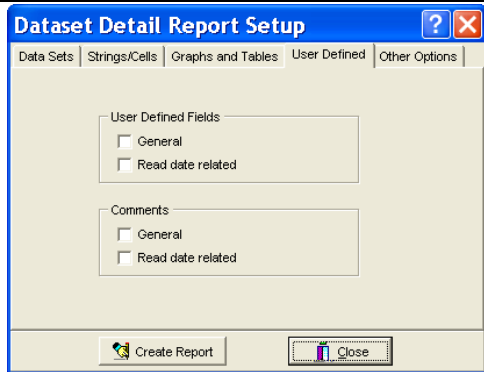 Dataset Detail Report Setup
Data Sets Strings/Cells Graphs and Tables User Defined Other Options
User Defined Fields
General
Read date related
Comments
General
Read date related
Create Report Close